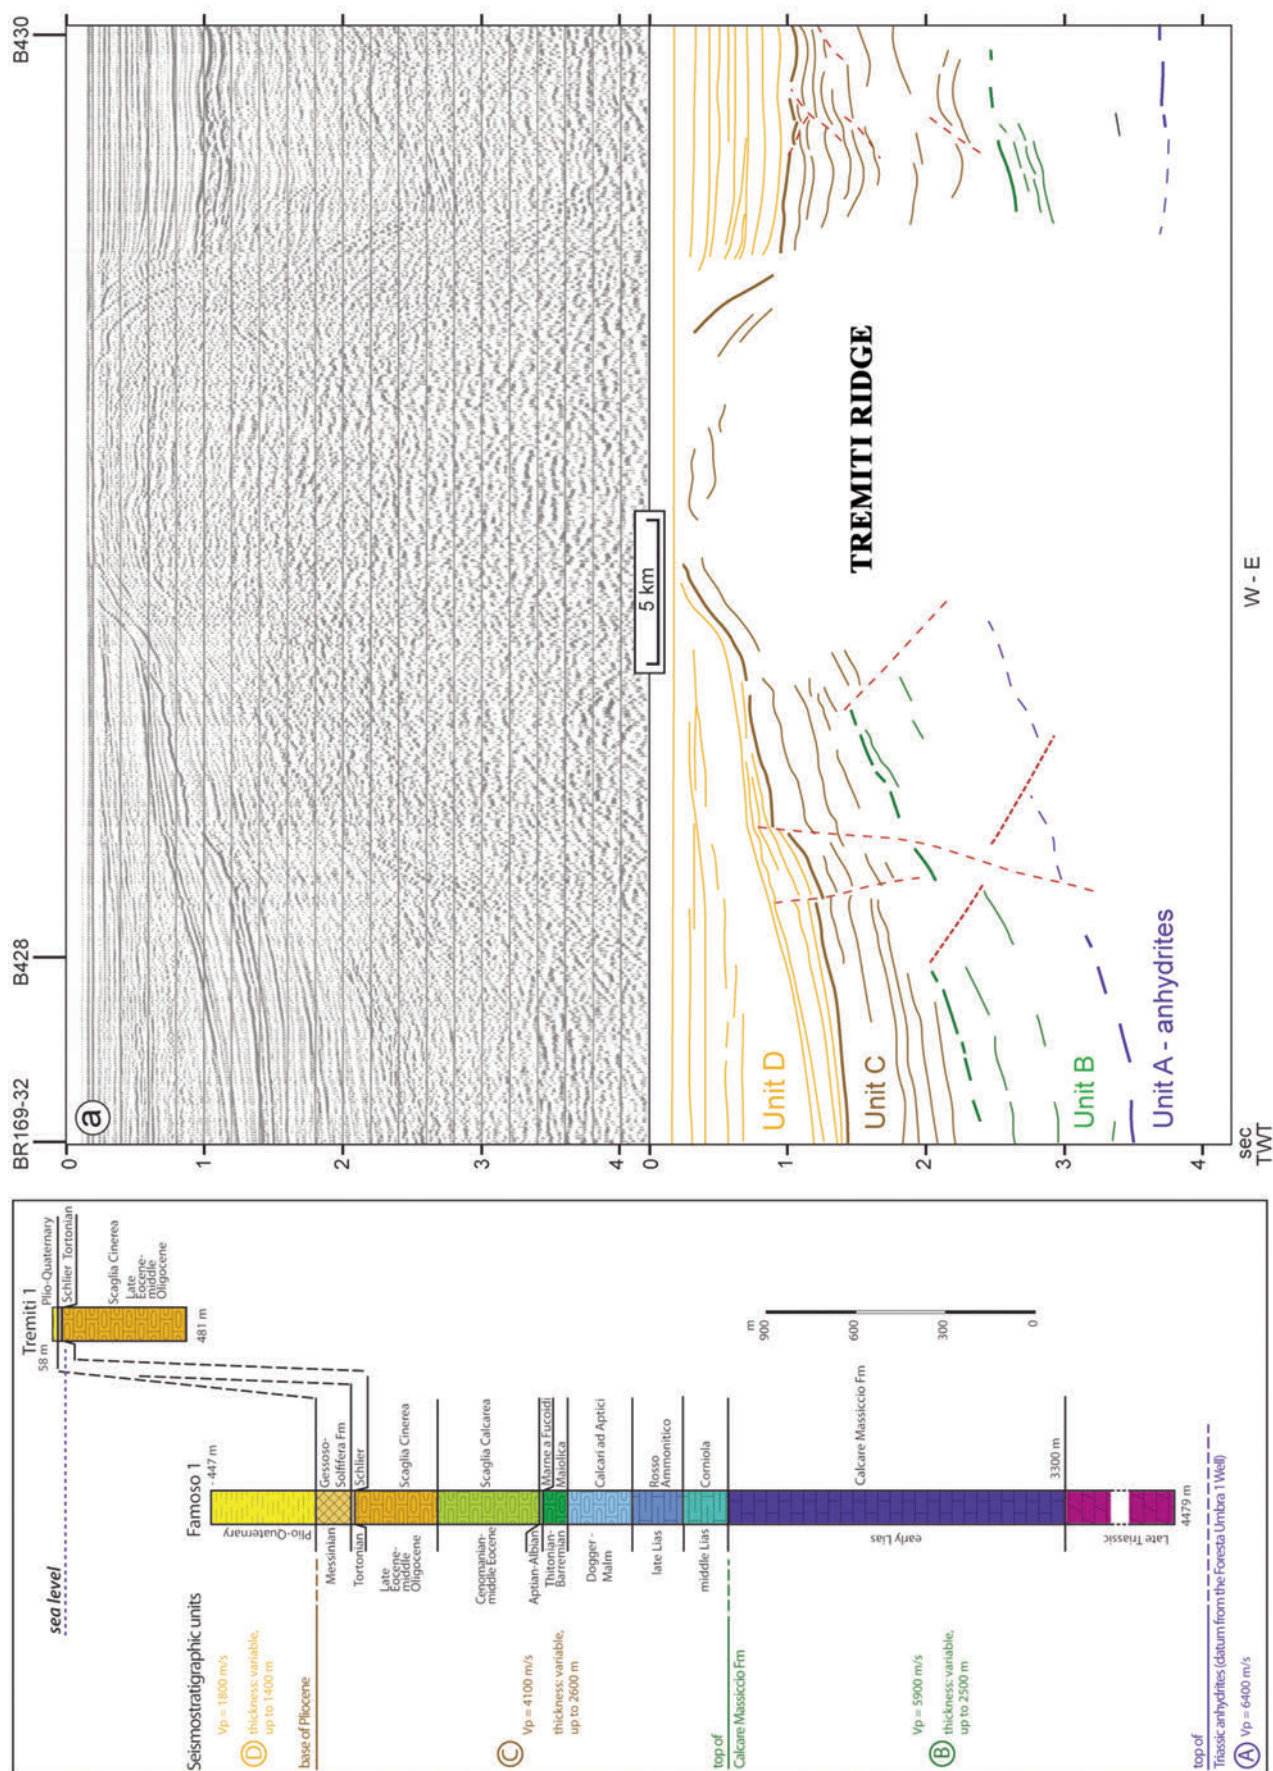 BR169-32
B428
B430
a
0
1
2
3
4
5 km
0
1
2
3
4
sec
TWT
Unit D
Unit C
Unit B
Unit A - anhydrites
TREMITI RIDGE
W - E
sea level
Seismostratigraphic units
D
Vp = 1800 m/s
thickness: variable,
up to 1400 m
base of Pliocene
C
Vp = 4100 m/s
thickness: variable,
up to 2600 m
top of
Calcare Massiccio Fm
B
Vp = 5900 m/s
thickness: variable,
up to 2500 m
top of
Triassic anhydrites (datum from the Foresta Umbra 1 Well)
A
Vp = 6400 m/s
Famoso 1
- 447 m
Plio-Quaternary
Messinian
Tortonian
Late
Eocene-
middle
Oligocene
Cenomanian-
middle Eocene
Aptian-Albian
Thitonian-
Barremian
Dogger -
Malm
late Lias
middle Lias
early Lias
Late Triassic
Gessoso-
Solfifera Fm
Schlier
Scaglia Cinerea
Scaglia Calcarea
Marne a Fucoidi
Maiolica
Calcari ad Aptici
Rosso
Ammonitico
Corniola
Calcare Massiccio Fm
3300 m
4479 m
Tremiti 1
58 m
Plio-Quaternary
Schlier Tortonian
Scaglia Cinerea
Late
Eocene-
middle
Oligocene
481 m
m
900
600
300
0